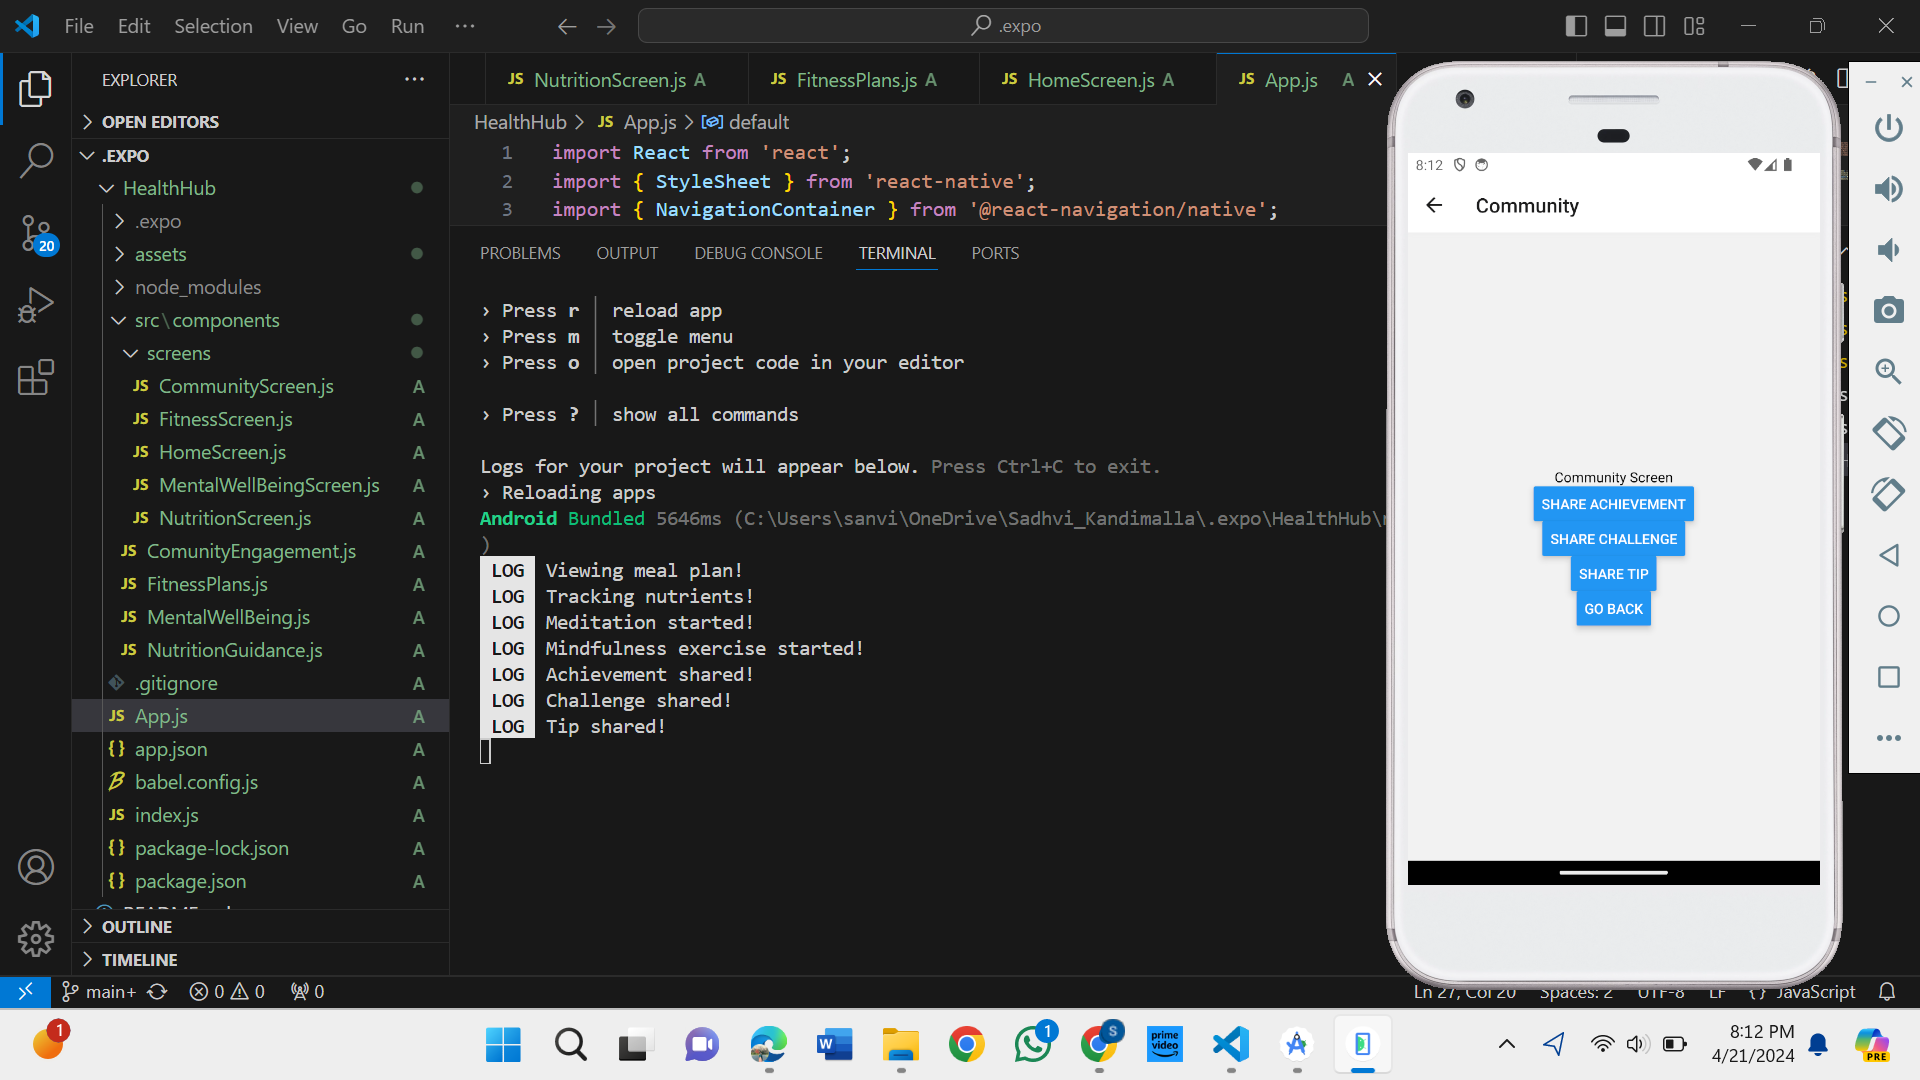 File Edit Selection View Go Run ···
.expo
EXPLORER
OPEN EDITORS
.EXPO
HealthHub
.expo
assets
node_modules
src\components
screens
JS CommunityScreen.js A
JS FitnessScreen.js A
JS HomeScreen.js A
JS MentalWellBeingScreen.js A
JS NutritionScreen.js A
JS ComunityEngagement.js A
JS FitnessPlans.js A
JS MentalWellBeing.js A
JS NutritionGuidance.js A
.gitignore A
JS App.js A
{} app.json A
babel.config.js A
JS index.js A
{} package-lock.json A
{} package.json A
OUTLINE
TIMELINE
20
JS NutritionScreen.js A JS FitnessPlans.js A JS HomeScreen.js A JS App.js A
HealthHub > JS App.js > default
1 import React from 'react';
2 import { StyleSheet } from 'react-native';
3 import { NavigationContainer } from '@react-navigation/native';
PROBLEMS OUTPUT DEBUG CONSOLE TERMINAL PORTS
› Press r │ reload app
› Press m │ toggle menu
› Press o │ open project code in your editor
› Press ? │ show all commands
Logs for your project will appear below. Press Ctrl+C to exit.
› Reloading apps
Android Bundled 5646ms (C:\Users\sanvi\OneDrive\Sadhvi_Kandimalla\.expo\HealthHub\
)
LOG Viewing meal plan!
LOG Tracking nutrients!
LOG Meditation started!
LOG Mindfulness exercise started!
LOG Achievement shared!
LOG Challenge shared!
LOG Tip shared!
8:12
Community
Community Screen
SHARE ACHIEVEMENT
SHARE CHALLENGE
SHARE TIP
GO BACK
main+ 0 0 0
Ln 27, Col 20 Spaces: 2 UTF-8 LF {} JavaScript
1
W
1
S
prime video
8:12 PM
4/21/2024
PRE